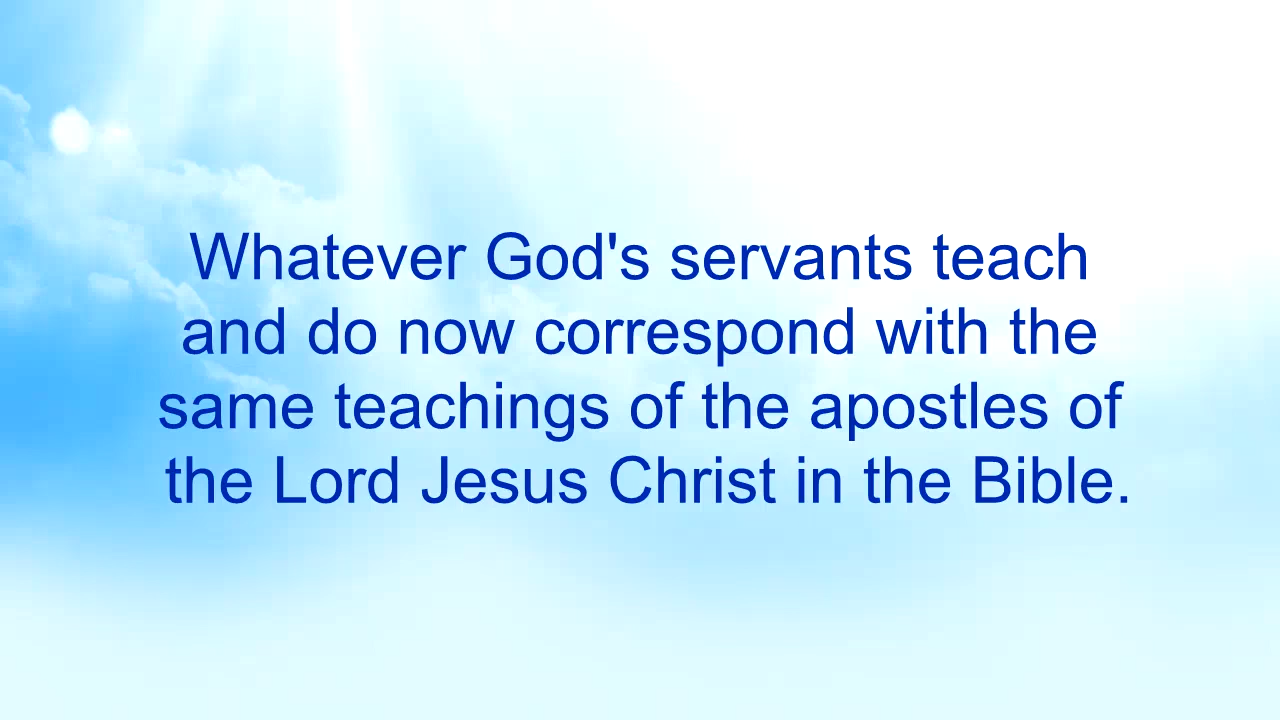 Whatever God's servants teach
and do now correspond with the
same teachings of the apostles of
the Lord Jesus Christ in the Bible.